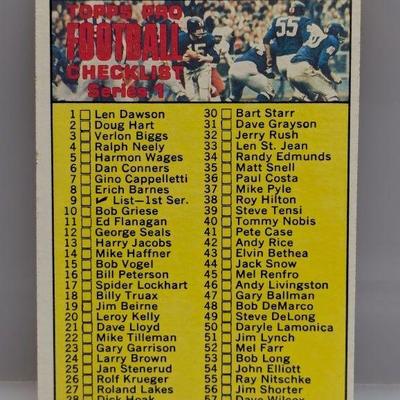 TOPPS PRO
FOOTBALL
CHECKLIST
Series 1
1 Len Dawson
2 Doug Hart
3 Verlon Biggs
4 Ralph Neely
5 Harmon Wages
6 Dan Conners
7 Gino Cappelletti
8 Erich Barnes
9 ✔ List—1st Ser.
10 Bob Griese
11 Ed Flanagan
12 George Seals
13 Harry Jacobs
14 Mike Haffner
15 Bob Vogel
16 Bill Peterson
17 Spider Lockhart
18 Billy Truax
19 Jim Beirne
20 Leroy Kelly
21 Dave Lloyd
22 Mike Tilleman
23 Gary Garrison
24 Larry Brown
25 Jan Stenerud
26 Rolf Krueger
27 Roland Lakes
28 Dick Hoak
30 Bart Starr
31 Dave Grayson
32 Jerry Rush
33 Len St. Jean
34 Randy Edmunds
35 Matt Snell
36 Paul Costa
37 Mike Pyle
38 Roy Hilton
39 Steve Tensi
40 Tommy Nobis
41 Pete Case
42 Andy Rice
43 Elvin Bethea
44 Jack Snow
45 Mel Renfro
46 Andy Livingston
47 Gary Ballman
48 Bob DeMarco
49 Steve DeLong
50 Daryle Lamonica
51 Jim Lynch
52 Mel Farr
53 Bob Long
54 John Elliott
55 Ray Nitschke
56 Jim Shorter
57 Dave Wilcox